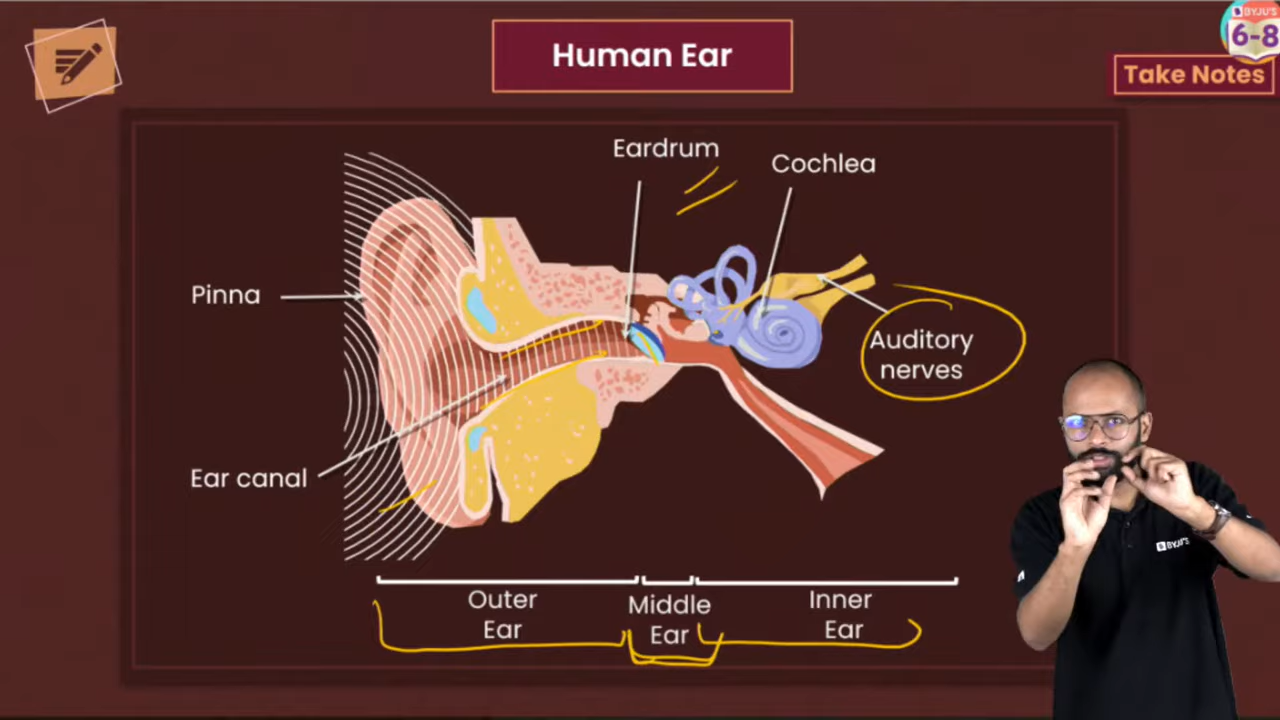 Human Ear
BYJU'S
6-8
Take Notes
Eardrum
Cochlea
Pinna
Auditory
nerves
Ear canal
BYJU'S
Outer
Ear
Middle
Ear
Inner
Ear